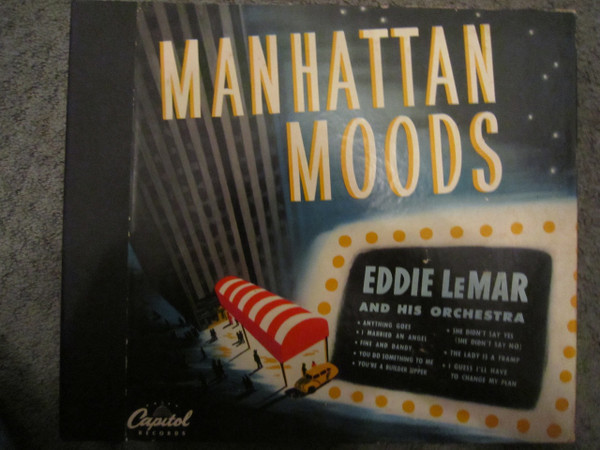 MANHATTAN
MOODS
EDDIE LEMAR
AND HIS ORCHESTRA
• ANYTHING GOES
• I MARRIED AN ANGEL
• FINE AND DANDY
• YOU DO SOMETHING TO ME
• YOU'RE A BUILDER UPPER
• SHE DIDN'T SAY YES
(SHE DIDN'T SAY NO)
• THE LADY IS A TRAMP
• I GUESS I'LL HAVE
TO CHANGE MY PLAN
Capitol
RECORDS